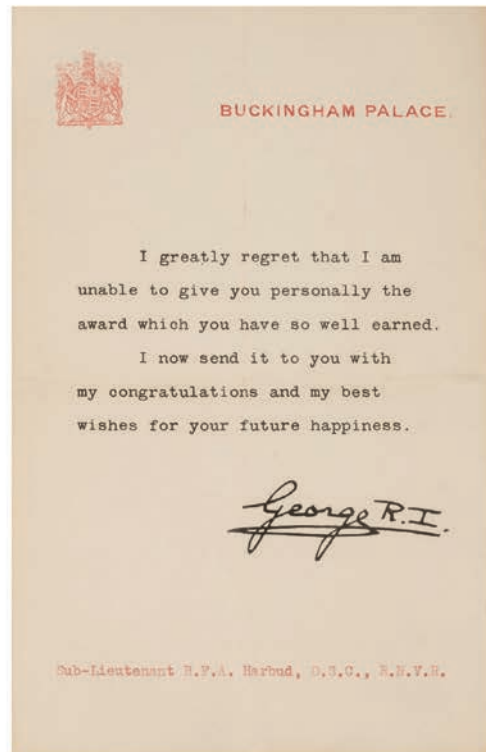 BUCKINGHAM PALACE.
I greatly regret that I am
unable to give you personally the
award which you have so well earned.
I now send it to you with
my congratulations and my best
wishes for your future happiness.
George R.I.
Sub-Lieutenant R.F.A. Harbud, D.S.C., R.N.V.R.